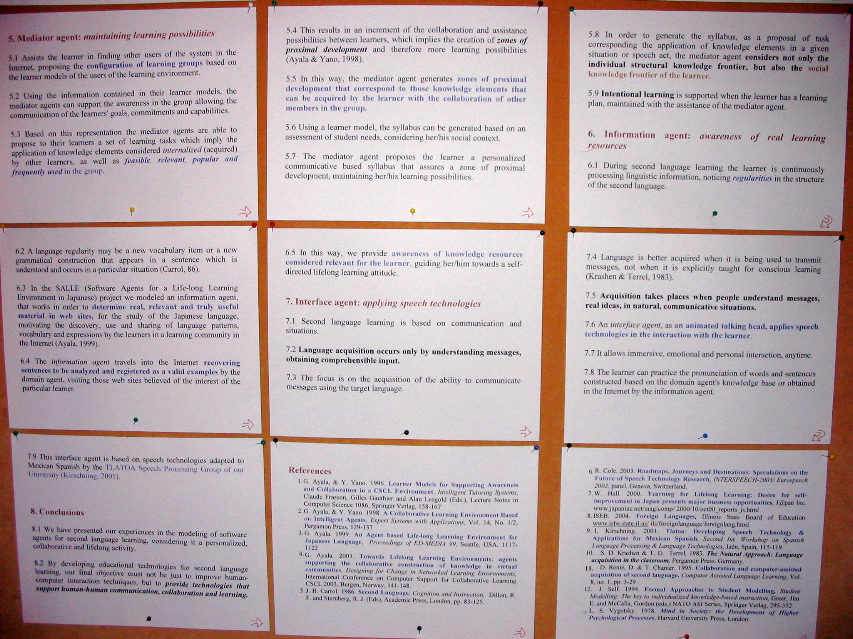 5. Mediator agent: maintaining learning possibilities
5.1 Assists the learner in finding other users of the system in the
Internet, proposing the configuration of learning groups based on
the learner models of the users of the learning environment.
5.2 Using the information contained in their learner models, the
mediator agents can support the awareness in the group allowing the
communication of the learners' goals, commitments and capabilities.
5.3 Based on this representation the mediator agents are able to
propose to their learners a set of learning tasks which imply the
application of knowledge elements considered internalized (acquired)
by other learners, as well as feasible, relevant, popular and
frequently used in the group.
5.4 This results in an increment of the collaboration and assistance
possibilities between learners, which implies the creation of zones of
proximal development and therefore more learning possibilities
(Ayala & Yano, 1998).
5.5 In this way, the mediator agent generates zones of proximal
development that correspond to those knowledge elements that
can be acquired by the learner with the collaboration of other
members in the group.
5.6 Using a learner model, the syllabus can be generated based on an
assessment of student needs, considering her/his social context.
5.7 The mediator agent proposes the learner a personalized
communicative based syllabus that assures a zone of proximal
development, maintaining her/his learning possibilities.
5.8 In order to generate the syllabus, as a proposal of task
corresponding the application of knowledge elements in a given
situation or speech act, the mediator agent considers not only the
individual structural knowledge frontier, but also the social
knowledge frontier of the learner.
5.9 Intentional learning is supported when the learner has a learning
plan, maintained with the assistance of the mediator agent.
6. Information agent: awareness of real learning
resources
6.1 During second language learning the learner is continuously
processing linguistic information, noticing regularities in the structure
of the second language.
6.2 A language regularity may be a new vocabulary item or a new
grammatical construction that appears in a sentence which is
understood and occurs in a particular situation (Carrol, 86).
6.3 In the SALLE (Software Agents for a Life-long Learning
Environment in Japanese) project we modeled an information agent,
that works in order to determine real, relevant and truly useful
material in web sites, for the study of the Japanese language,
motivating the discovery, use and sharing of language patterns,
vocabulary and expressions by the learners in a learning community in
the Internet (Ayala, 1999).
6.4 The information agent travels into the Internet recovering
sentences to be analyzed and registered as a valid examples by the
domain agent, visiting those web sites believed of the interest of the
particular learner.
6.5 In this way, we provide awareness of knowledge resources
considered relevant for the learner, guiding her/him towards a self-
directed lifelong learning attitude.
7. Interface agent: applying speech technologies
7.1 Second language learning is based on communication and
situations.
7.2 Language acquisition occurs only by understanding messages,
obtaining comprehensible input.
7.3 The focus is on the acquisition of the ability to communicate
messages using the target language.
7.4 Language is better acquired when it is being used to transmit
messages, not when it is explicitly taught for conscious learning
(Krashen & Terrel, 1983).
7.5 Acquisition takes places when people understand messages,
real ideas, in natural, communicative situations.
7.6 An interface agent, as an animated talking head, applies speech
technologies in the interaction with the learner.
7.7 It allows immersive, emotional and personal interaction, anytime.
7.8 The learner can practice the pronunciation of words and sentences
constructed based on the domain agent's knowledge base or obtained
in the Internet by the information agent.
7.9 This interface agent is based on speech technologies adapted to
Mexican Spanish by the TLATOA Speech Processing Group of our
University (Kirschning, 2001).
8. Conclusions
8.1 We have presented our experiences in the modeling of software
agents for second language learning, considering it a personalized,
collaborative and lifelong activity.
8.2 By developing educational technologies for second language
learning, our final objective must not be just to improve human-
computer interaction techniques, but to provide technologies that
support human-human communication, collaboration and learning.
References
1. G. Ayala, & Y. Yano. 1996. Learner Models for Supporting Awareness
and Collaboration in a CSCL Environment, Intelligent Tutoring Systems,
Claude Frasson, Gilles Gauthier and Alan Lesgold (Eds.), Lecture Notes in
Computer Science 1086, Springer Verlag, 158-167
2. G. Ayala & Y. Yano 1998. A Collaborative Learning Environment Based
on Intelligent Agents. Expert Systems with Applications, Vol. 14, No. 1/2,
Pergamon Press, 129-137
3. G. Ayala. 1999. An Agent based Lifelong Learning Environment for
Japanese Language, Proceedings of ED-MEDIA 99, Seattle, USA, 1117-
1122
4. G. Ayala. 2003. Towards Lifelong Learning Environments: agents
supporting the collaborative construction of knowledge in virtual
communities, Designing for Change in Networked Learning Environments,
International Conference on Computer Support for Collaborative Learning
CSCL 2003, Bergen, Norway, 141-148.
5. J. B. Carrol. 1986. Second Language, Cognition and Instruction, Dillon, R.
F. and Sternberg, R. J. (Eds), Academic Press, London, pp. 83-125.
6. R. Cole. 2003. Roadmaps, Journeys and Destinations: Speculations on the
Future of Speech Technology Research, INTERSPEECH-2003: Eurospeech
2003, panel, Geneva, Switzerland.
7. W. Hall. 2000. Yearning for Lifelong Learning: Desire for self-
improvement in Japan presents major business opportunities, J@pan Inc.
8. ISEB. 2004. Foreign Languages, Illinois State Board of Education
9. I. Kirschning. 2001. Tlatoa: Developing Speech Technology &
Applications for Mexican Spanish, Second Int. Workshop on Spanish
Language Processing & Language Technologies, Jaén, Spain, 115-119
10. S. D. Krashen & T. D. Terrel. 1983. The Natural Approach: Language
acquisition in the classroom. Pergamon Press. Germany.
11. D. Renié, D. & T. Chanier. 1995. Collaboration and computer-assisted
acquisition of second language, Computer Assisted Language Learning, Vol.
8, no. 1, pp. 3-29
12. J. Self. 1994. Formal Approaches to Student Modelling, Student
Modelling: The key to individualized knowledge-based instruction, Greer, Jim
E. and McCalla, Gordon (eds.) NATO ASI Series, Springer Verlag, 295-352
L. S. Vygotsky. 1978. Mind in Society: the Development of Higher
Psychological Processes, Harvard University Press, London.